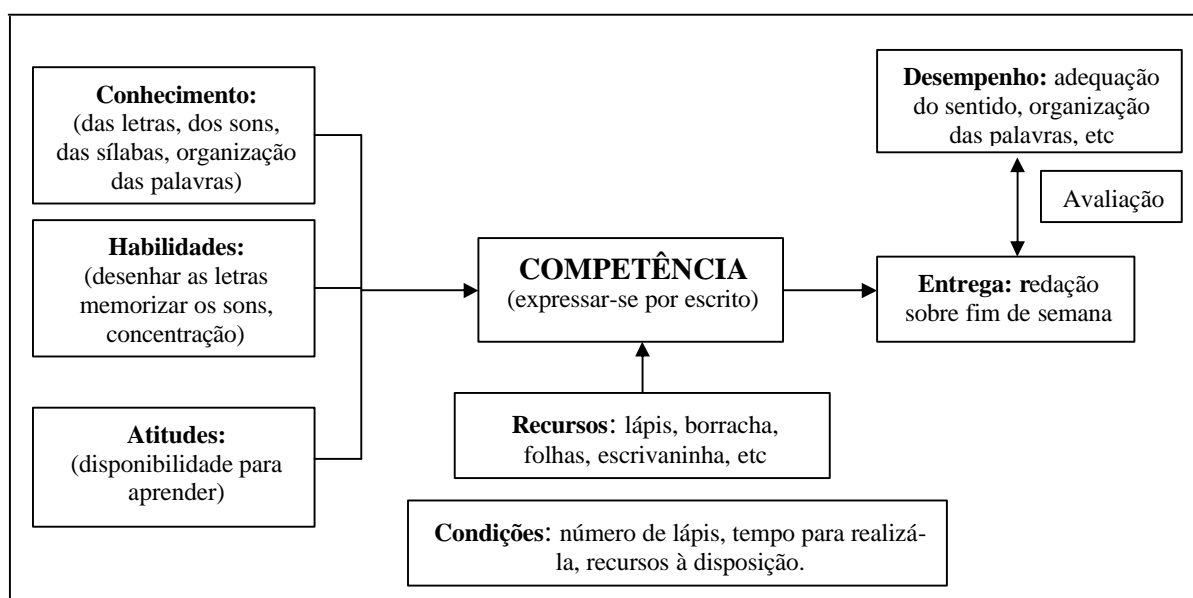 Conhecimento:
(das letras, dos sons,
das sílabas, organização
das palavras)
Habilidades:
(desenhar as letras
memorizar os sons,
concentração)
Atitudes:
(disponibilidade para
aprender)
COMPETÊNCIA
(expressar-se por escrito)
Recursos: lápis, borracha,
folhas, escrivaninha, etc
Condições: número de lápis, tempo para realizá-
la, recursos à disposição.
Desempenho: adequação
do sentido, organização
das palavras, etc
Avaliação
Entrega: redação
sobre fim de semana